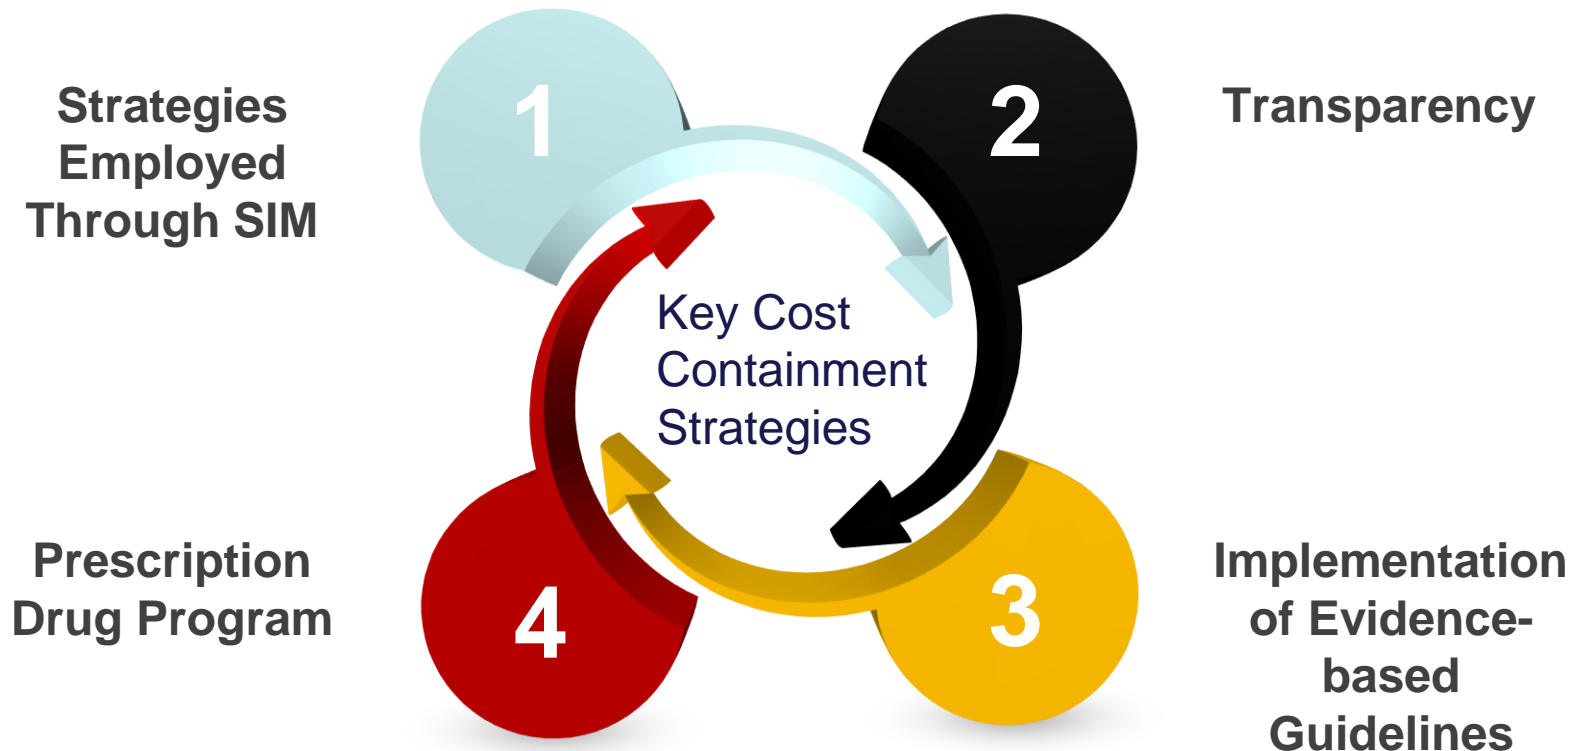 1
Strategies
Employed
Through SIM
2
Transparency
Key Cost
Containment
Strategies
3
Implementation
of Evidence-
based
Guidelines
4
Prescription
Drug Program